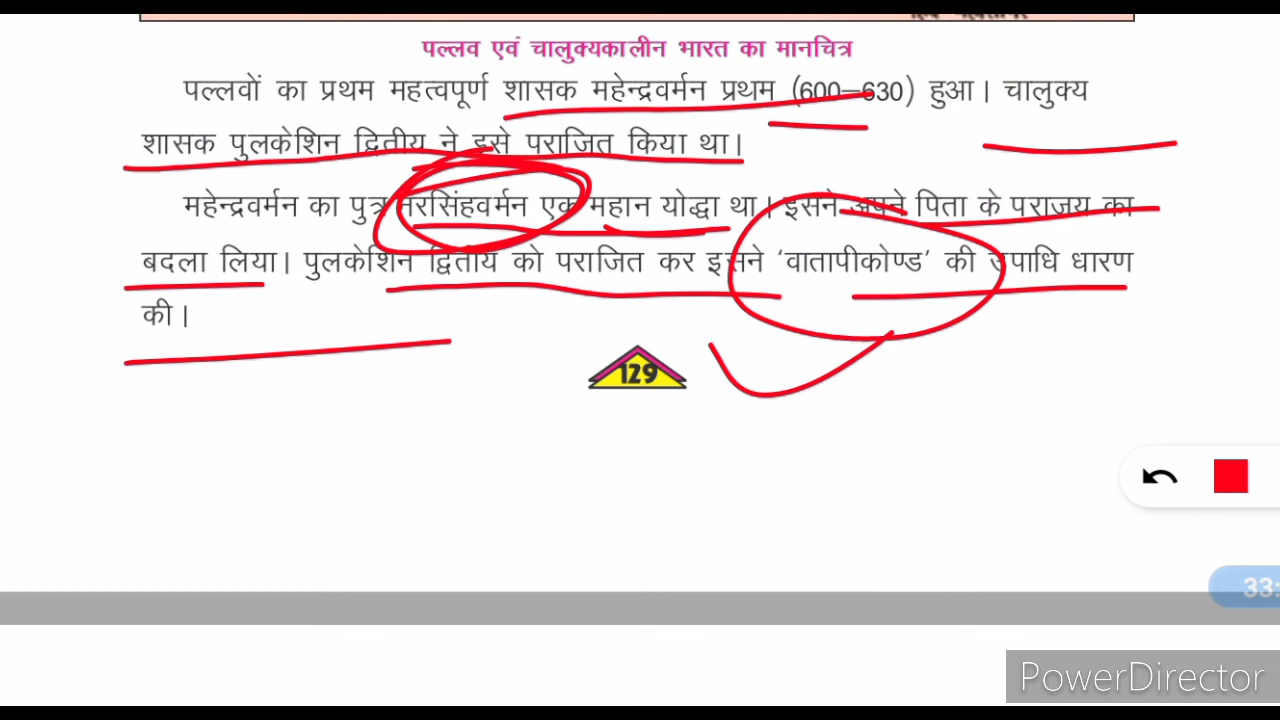 पल्लव एवं चालुक्यकालीन भारत का मानचित्र
पल्लवों का प्रथम महत्वपूर्ण शासक महेन्द्रवर्मन प्रथम (600–630) हुआ। चालुक्य
शासक पुलकेशिन द्वितीय ने इसे पराजित किया था।
महेन्द्रवर्मन का पुत्र नरसिंहवर्मन एक महान योद्धा था। इसने अपने पिता के पराजय का
बदला लिया। पुलकेशिन द्वितीय को पराजित कर इसने ‘वातापीकोण्ड’ की उपाधि धारण
की।
129
33:
PowerDirector